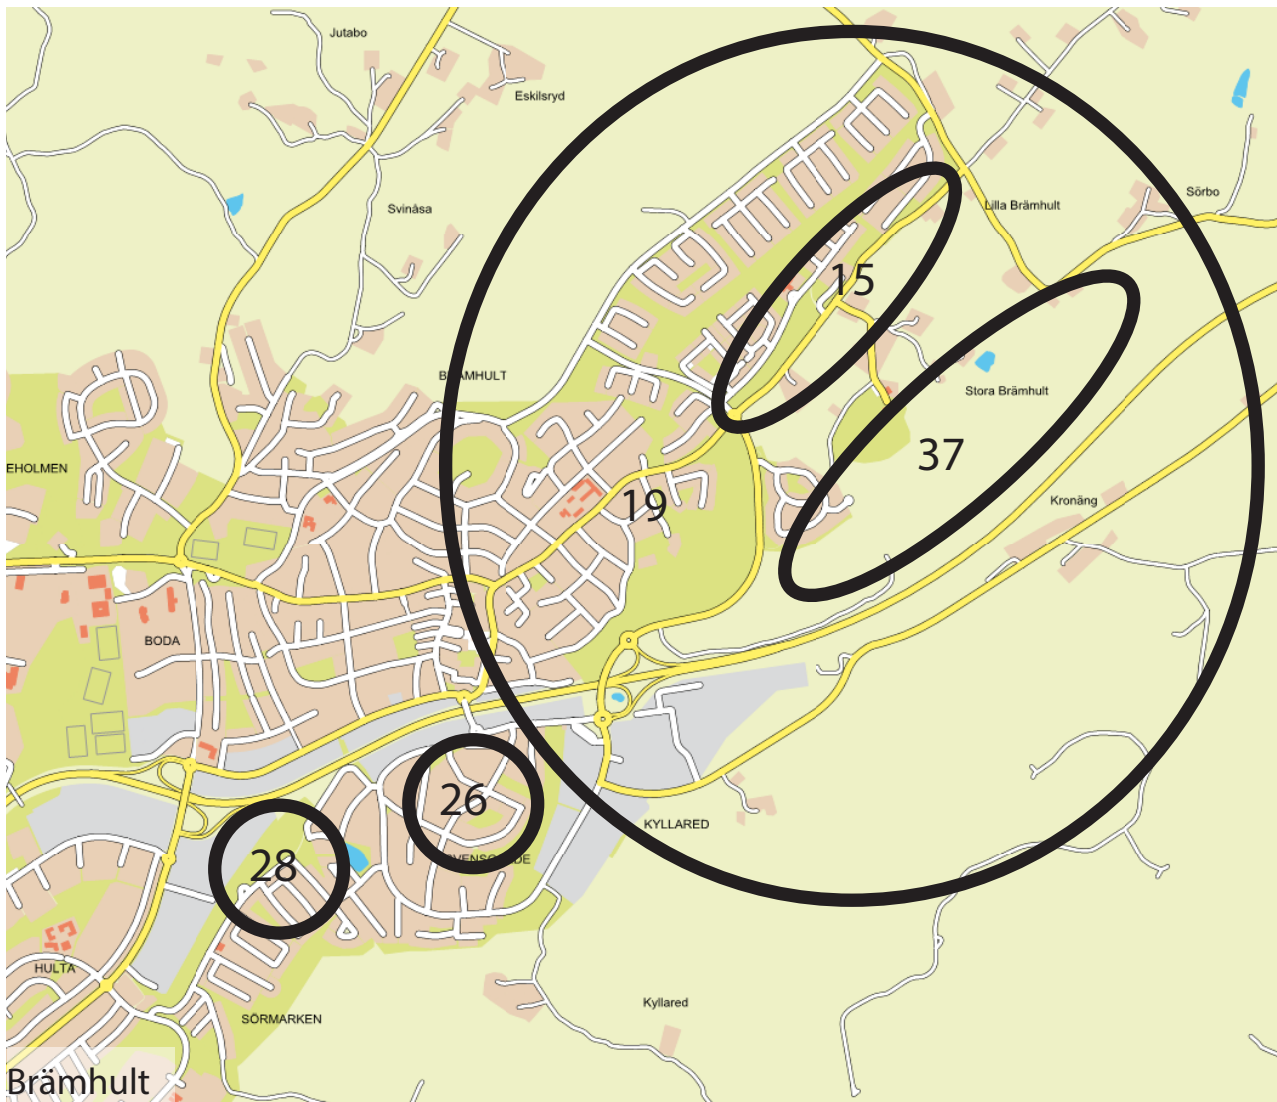 Jutabo
Eskilsryd
Svinåsa
Sörbo
Lilla Brämhult
15
BRÄMHULT
Stora Brämhult
EHOLMEN
37
19
Kronäng
BODA
26
KYLLARED
28
HULTA
Kyllared
SÖRMARKEN
Brämhult